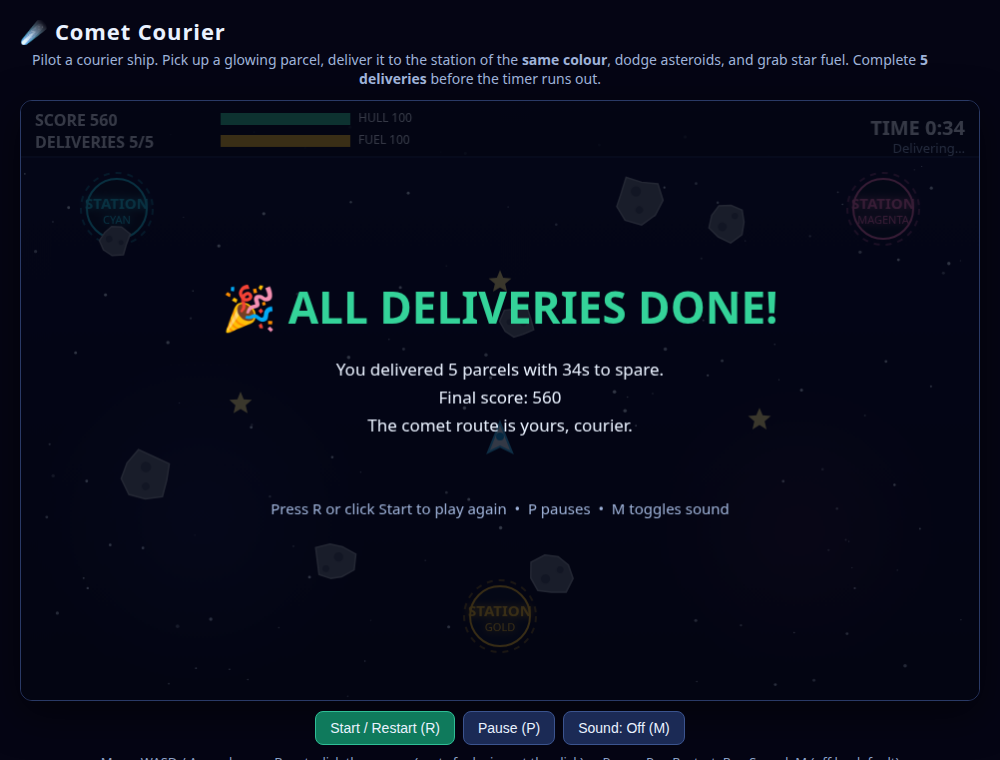 Comet Courier
Pilot a courier ship. Pick up a glowing parcel, deliver it to the station of the same colour, dodge asteroids, and grab star fuel. Complete 5
deliveries before the timer runs out.
SCORE 560
DELIVERIES 5/5
HULL 100
FUEL 100
TIME 0:34
Delivering...
STATION
CYAN
STATION
MAGENTA
🎉 ALL DELIVERIES DONE!
You delivered 5 parcels with 34s to spare.
Final score: 560
The comet route is yours, courier.
Press R or click Start to play again • P pauses • M toggles sound
STATION
GOLD
Start / Restart (R)
Pause (P)
Sound: Off (M)